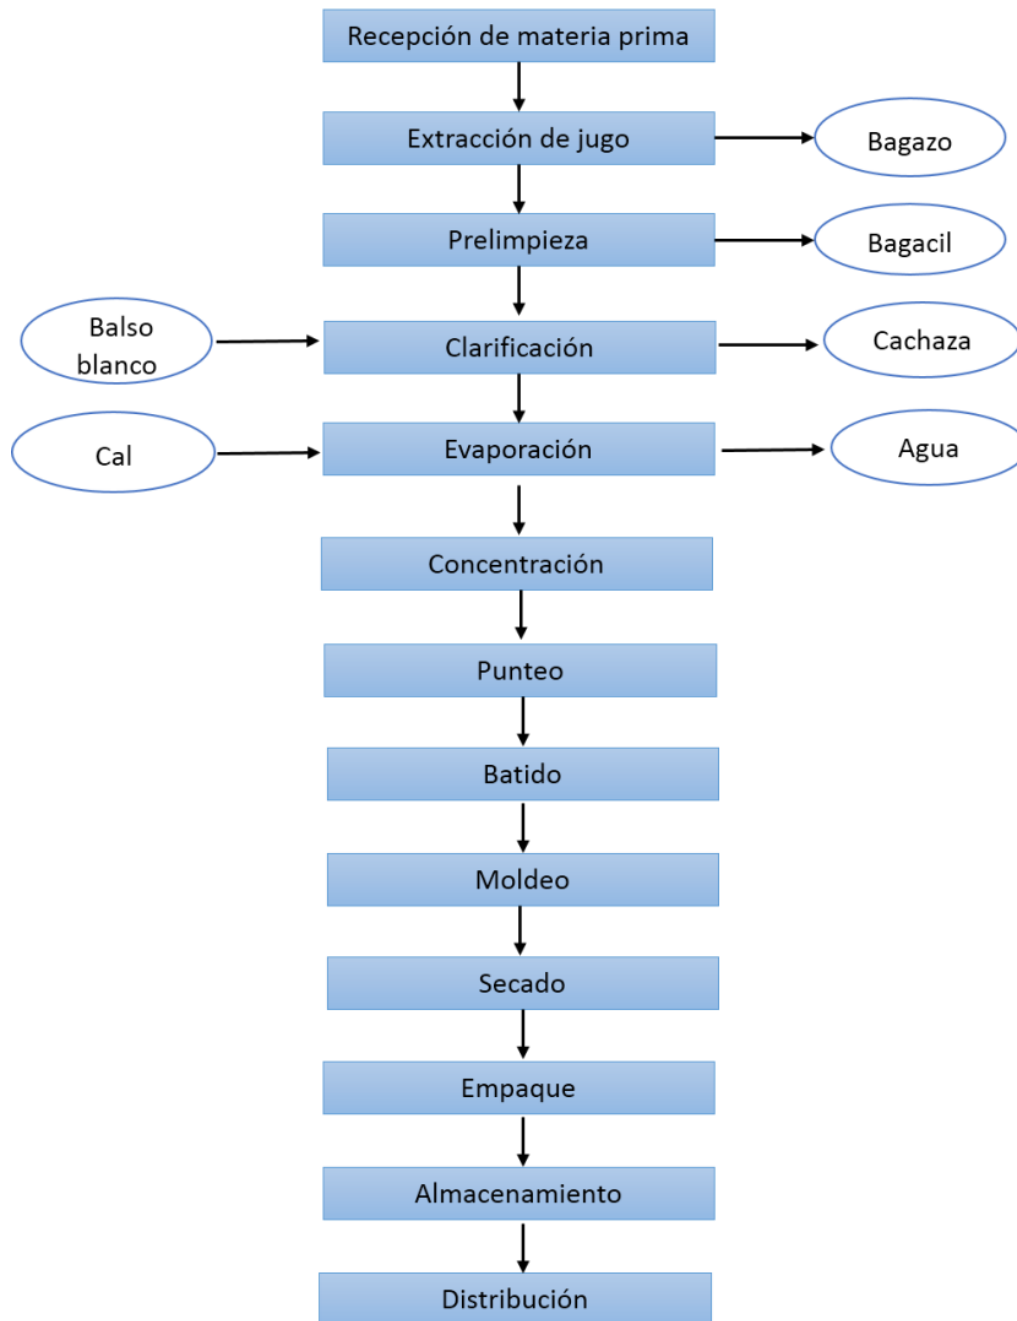 Recepción de materia prima
Extracción de jugo
Bagazo
Prelimpieza
Bagacil
Balso
blanco
Clarificación
Cachaza
Cal
Evaporación
Agua
Concentración
Punteo
Batido
Moldeo
Secado
Empaque
Almacenamiento
Distribución